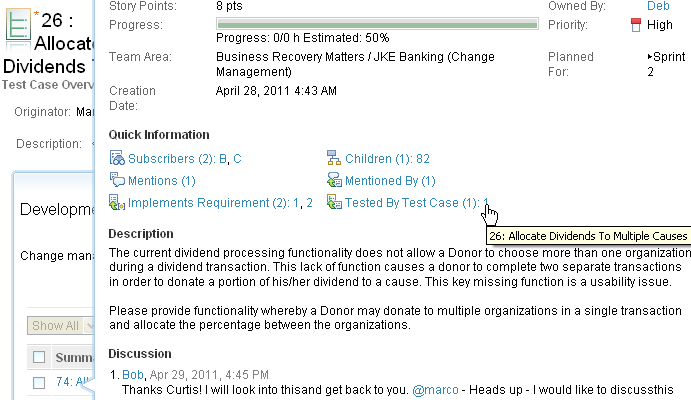 26 :
Allocate
Dividends T
Test Case Overv
Originator: Mar
Description:
Developm
Change mana
Show All
Summa
74: All
Story Points: 8 pts
Owned By: Deb
Progress:
Priority: High
Progress: 0/0 h Estimated: 50%
Team Area: Business Recovery Matters / JKE Banking (Change
Management)
Planned
For:
Sprint
2
Creation
Date:
April 28, 2011 4:43 AM
Quick Information
Subscribers (2): B, C
Children (1): 82
Mentions (1)
Mentioned By (1)
Implements Requirement (2): 1, 2
Tested By Test Case (1): 1
26: Allocate Dividends To Multiple Causes
Description
The current dividend processing functionality does not allow a Donor to choose more than one organization
during a dividend transaction. This lack of function causes a donor to complete two separate transactions
in order to donate a portion of his/her dividend to a cause. This key missing function is a usability issue.
Please provide functionality whereby a Donor may donate to multiple organizations in a single transaction
and allocate the percentage between the organizations.
Discussion
1. Bob, Apr 29, 2011, 4:45 PM
Thanks Curtis! I will look into thisand get back to you. @marco - Heads up - I would like to discussthis